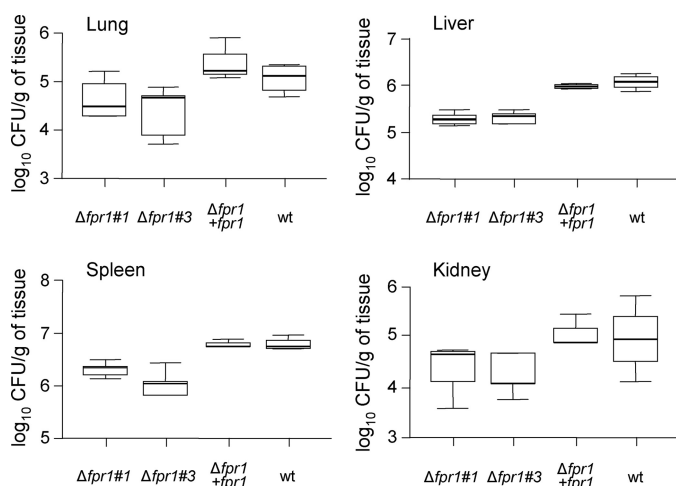 Lung
log10 CFU/g of tissue
6
5
4
3
Δfpr1#1 Δfpr1#3 Δfpr1 wt
+fpr1
Liver
log10 CFU/g of tissue
7
6
5
4
Δfpr1#1 Δfpr1#3 Δfpr1 wt
+fpr1
Spleen
log10 CFU/g of tissue
8
7
6
5
Δfpr1#1 Δfpr1#3 Δfpr1 wt
+fpr1
Kidney
log10 CFU/g of tissue
6
5
4
3
Δfpr1#1 Δfpr1#3 Δfpr1 wt
+fpr1